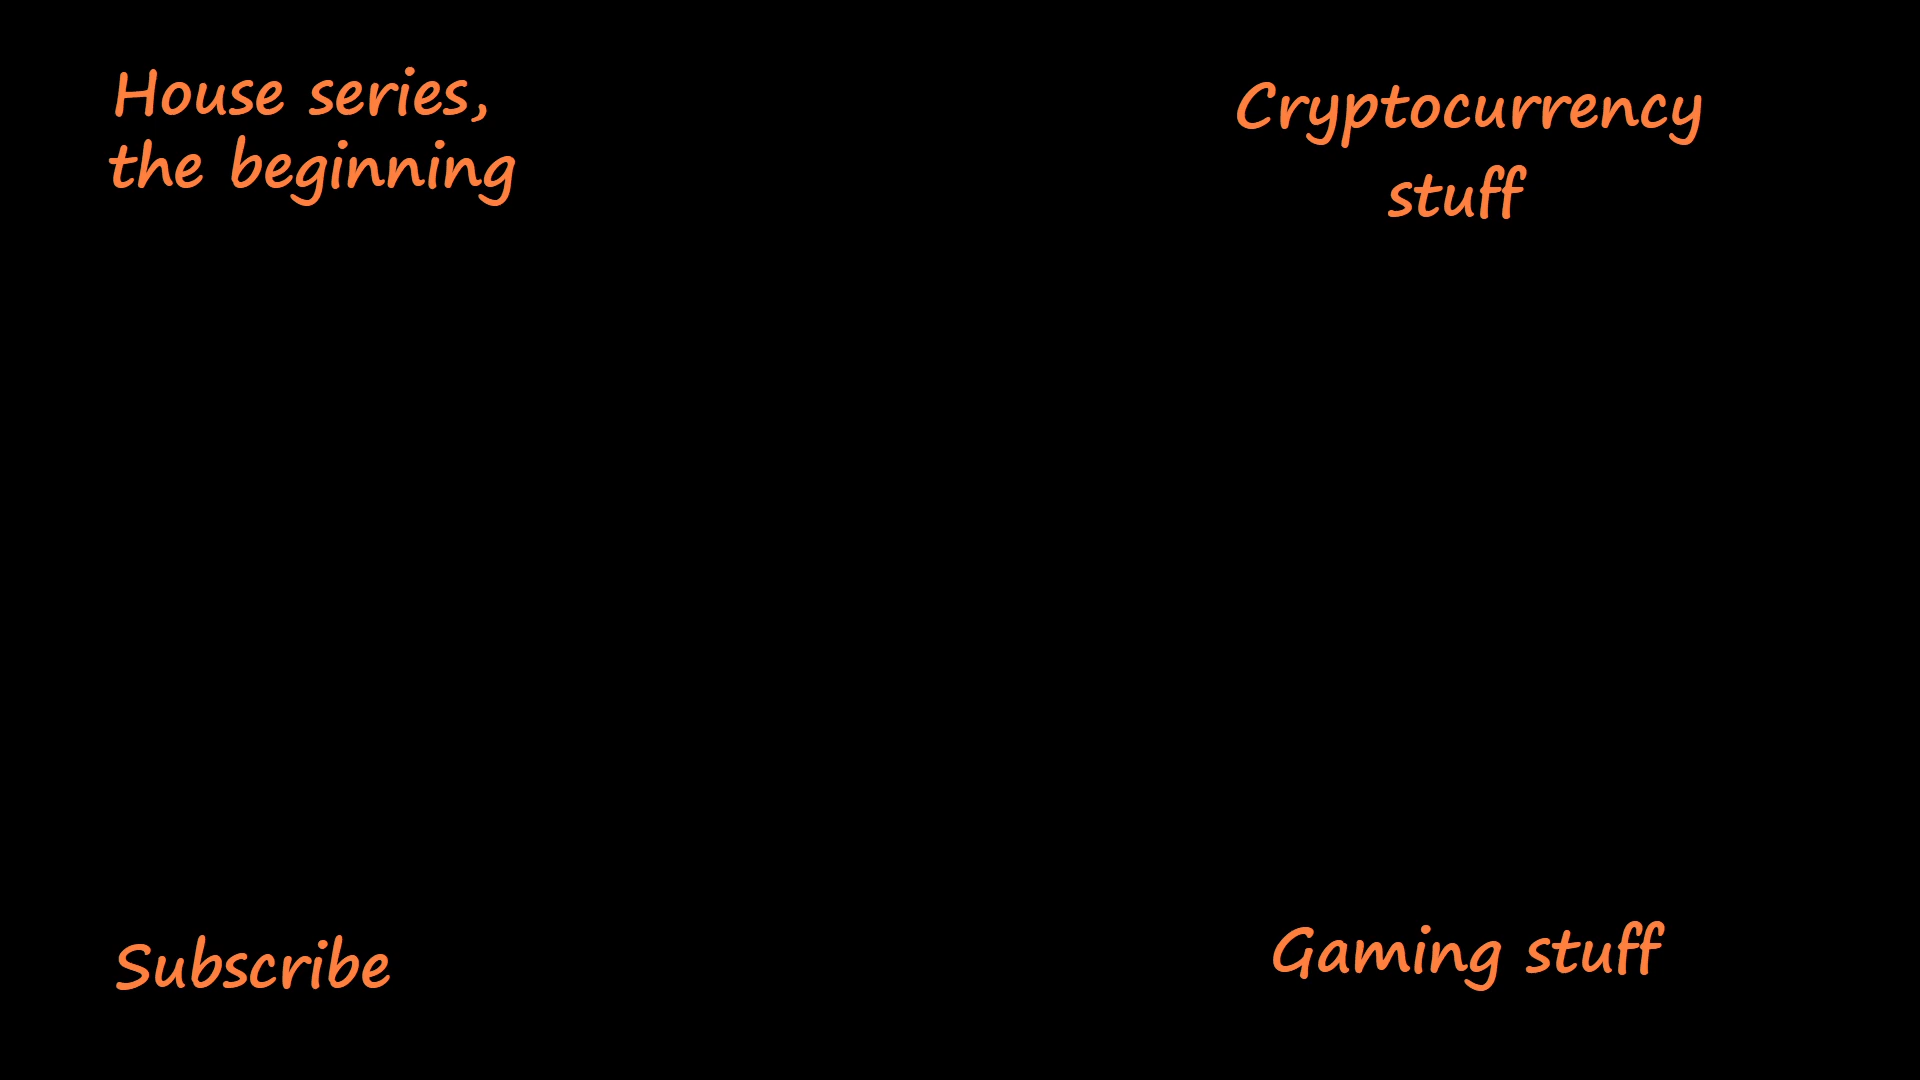 House series,
the beginning
Cryptocurrency
stuff
Subscribe
Gaming stuff